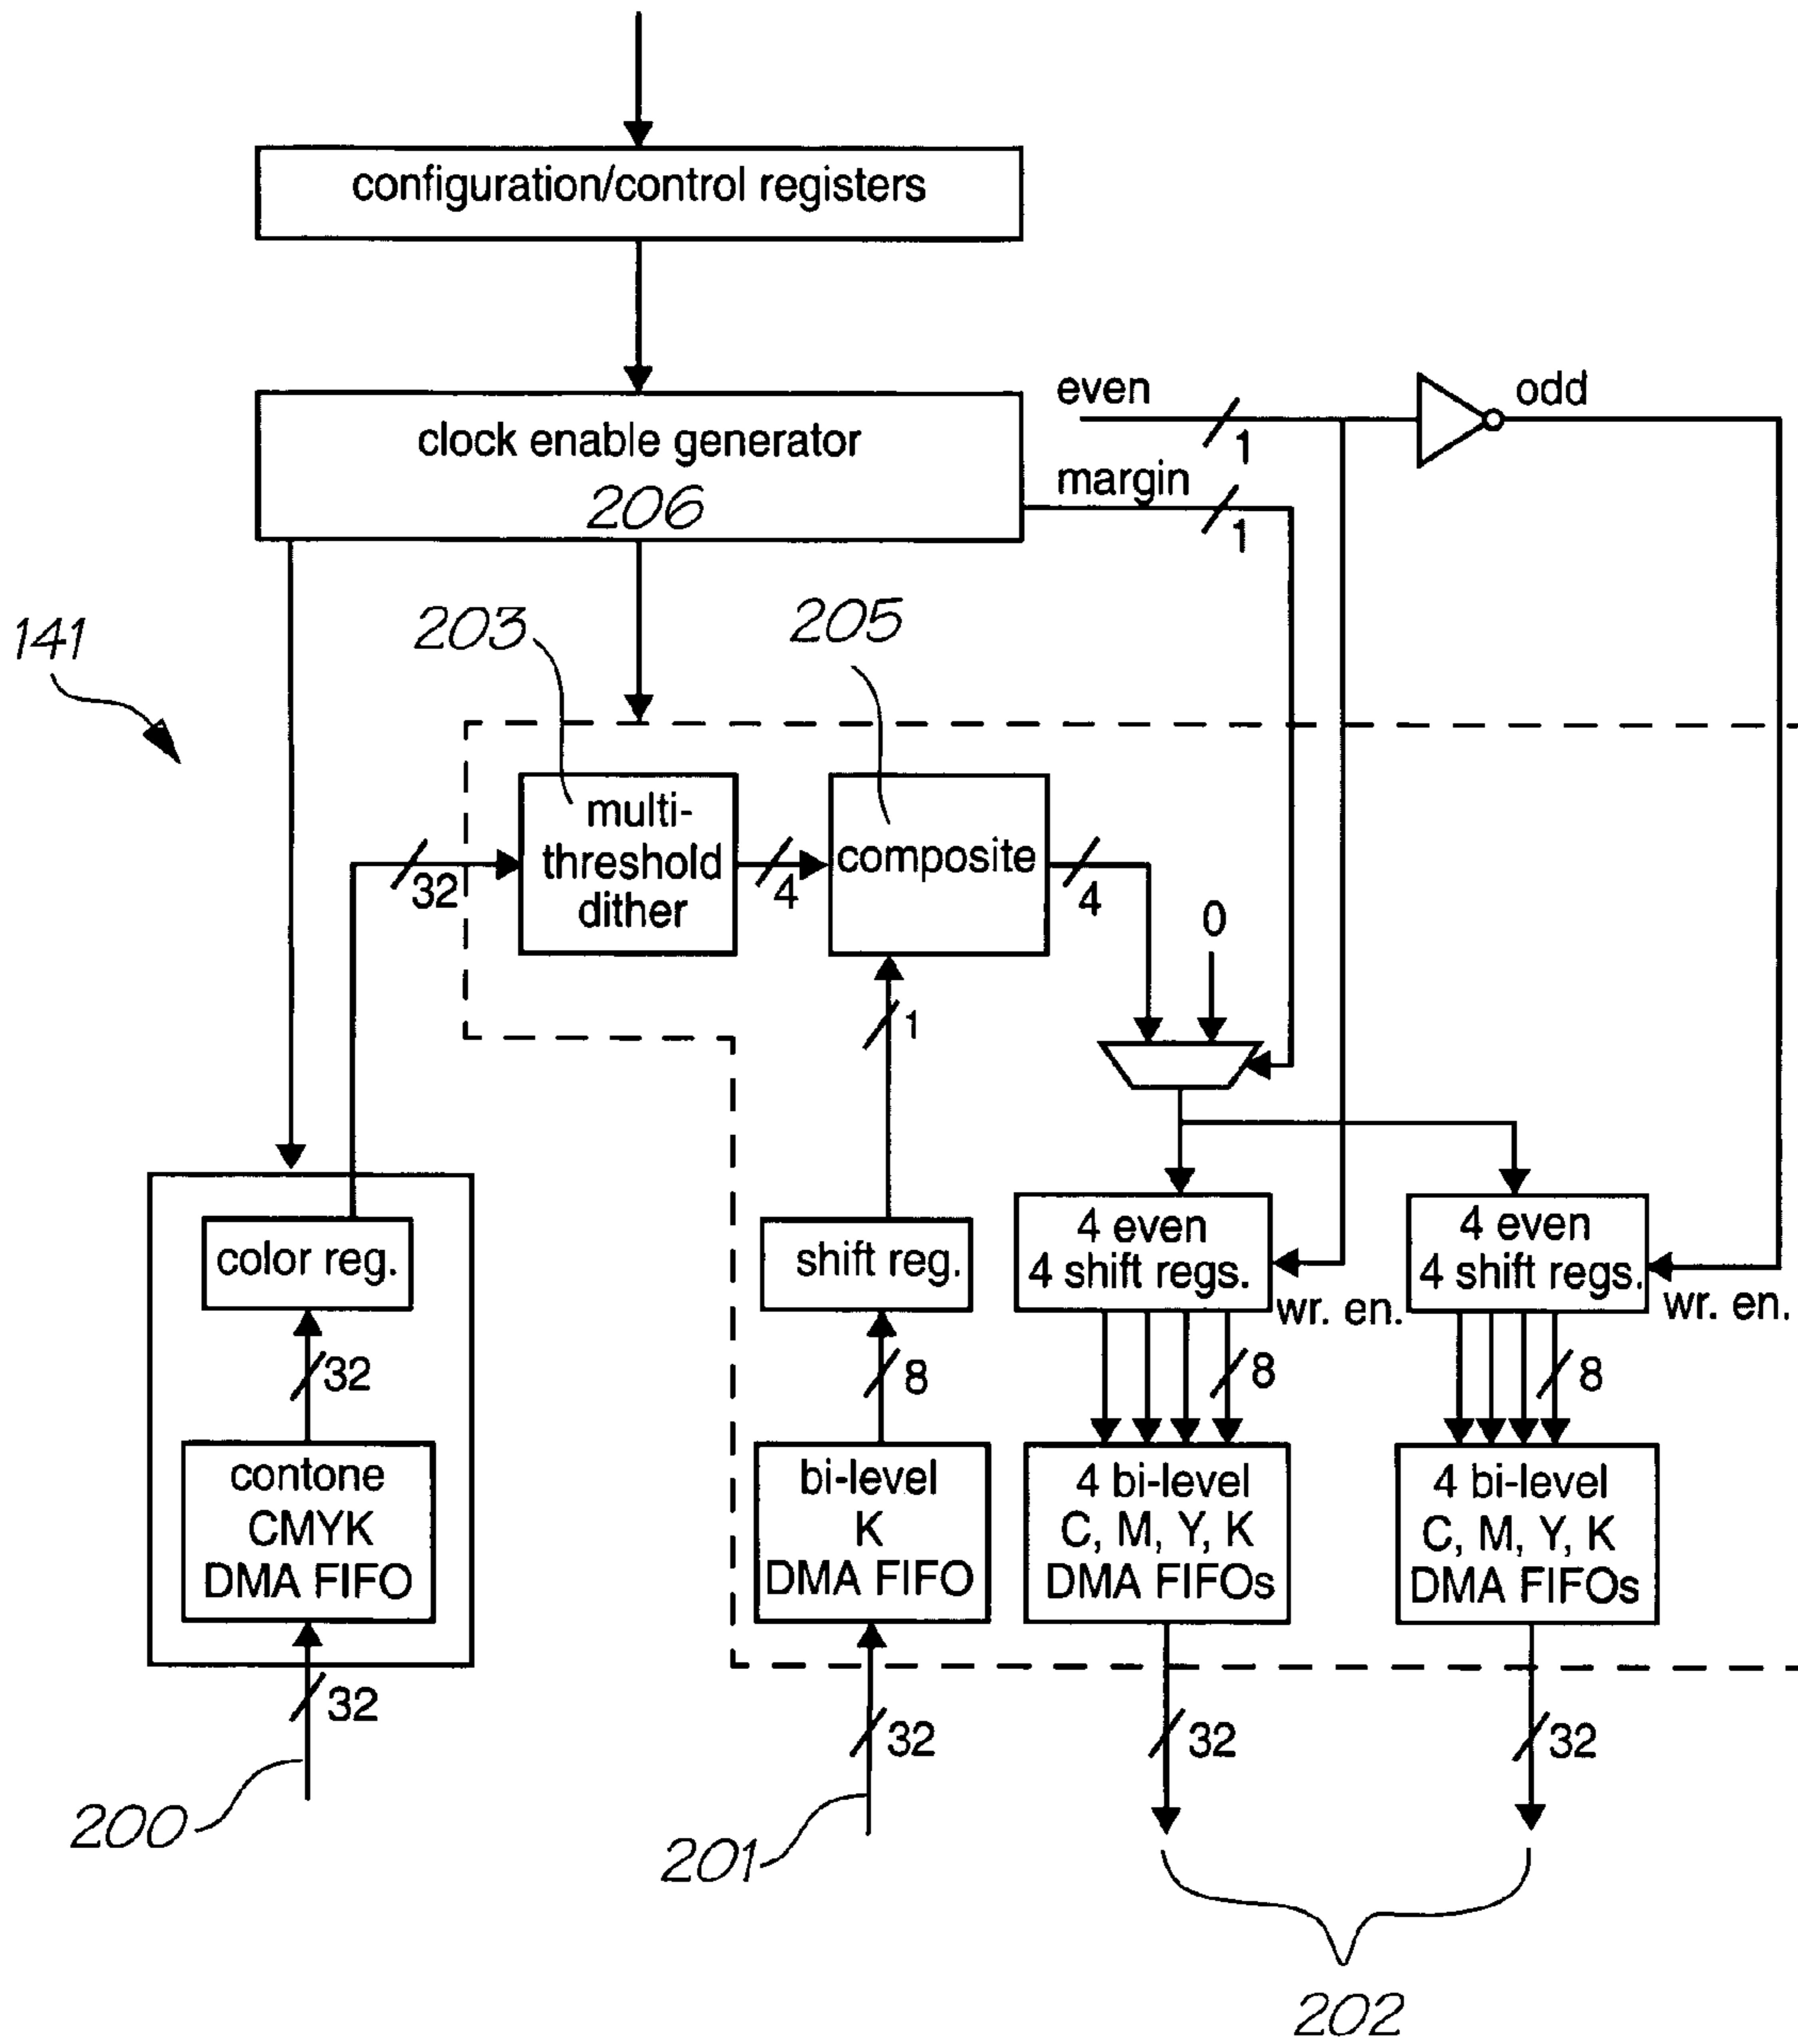 configuration/control registers
even
odd
clock enable generator
206
1
margin
1
141
203
205
multi-
threshold
dither
composite
32
4
4
0
1
color reg.
shift reg.
4 even
4 shift regs.
wr. en.
4 even
4 shift regs.
wr. en.
32
8
8
8
contone
CMYK
DMA FIFO
bi-level
K
DMA FIFO
4 bi-level
C, M, Y, K
DMA FIFOs
4 bi-level
C, M, Y, K
DMA FIFOs
32
32
32
32
200
201
202